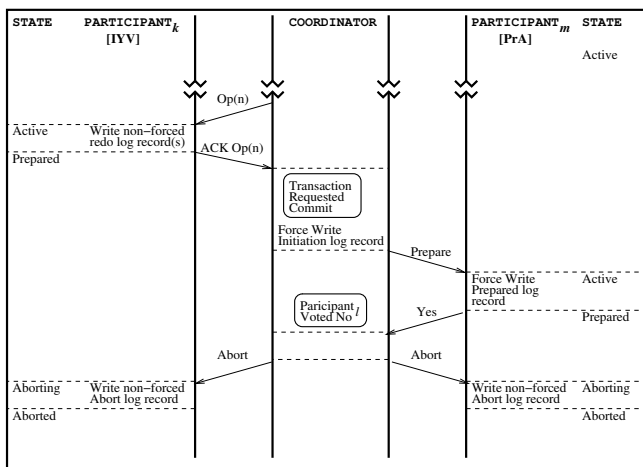 STATE PARTICIPANT k COORDINATOR PARTICIPANT m STATE
[IYV] [PrA]
Active
Op(n)
Active Write non-forced
redo log record(s)
Prepared ACK Op(n)
Transaction
Requested
Commit
Force Write
Initiation log record
Prepare
Force Write Active
Prepared log
record
Paricipant
Voted No l
Yes
Prepared
Abort Abort
Aborting Write non-forced Write non-forced Aborting
Abort log record Abort log record
Aborted Aborted